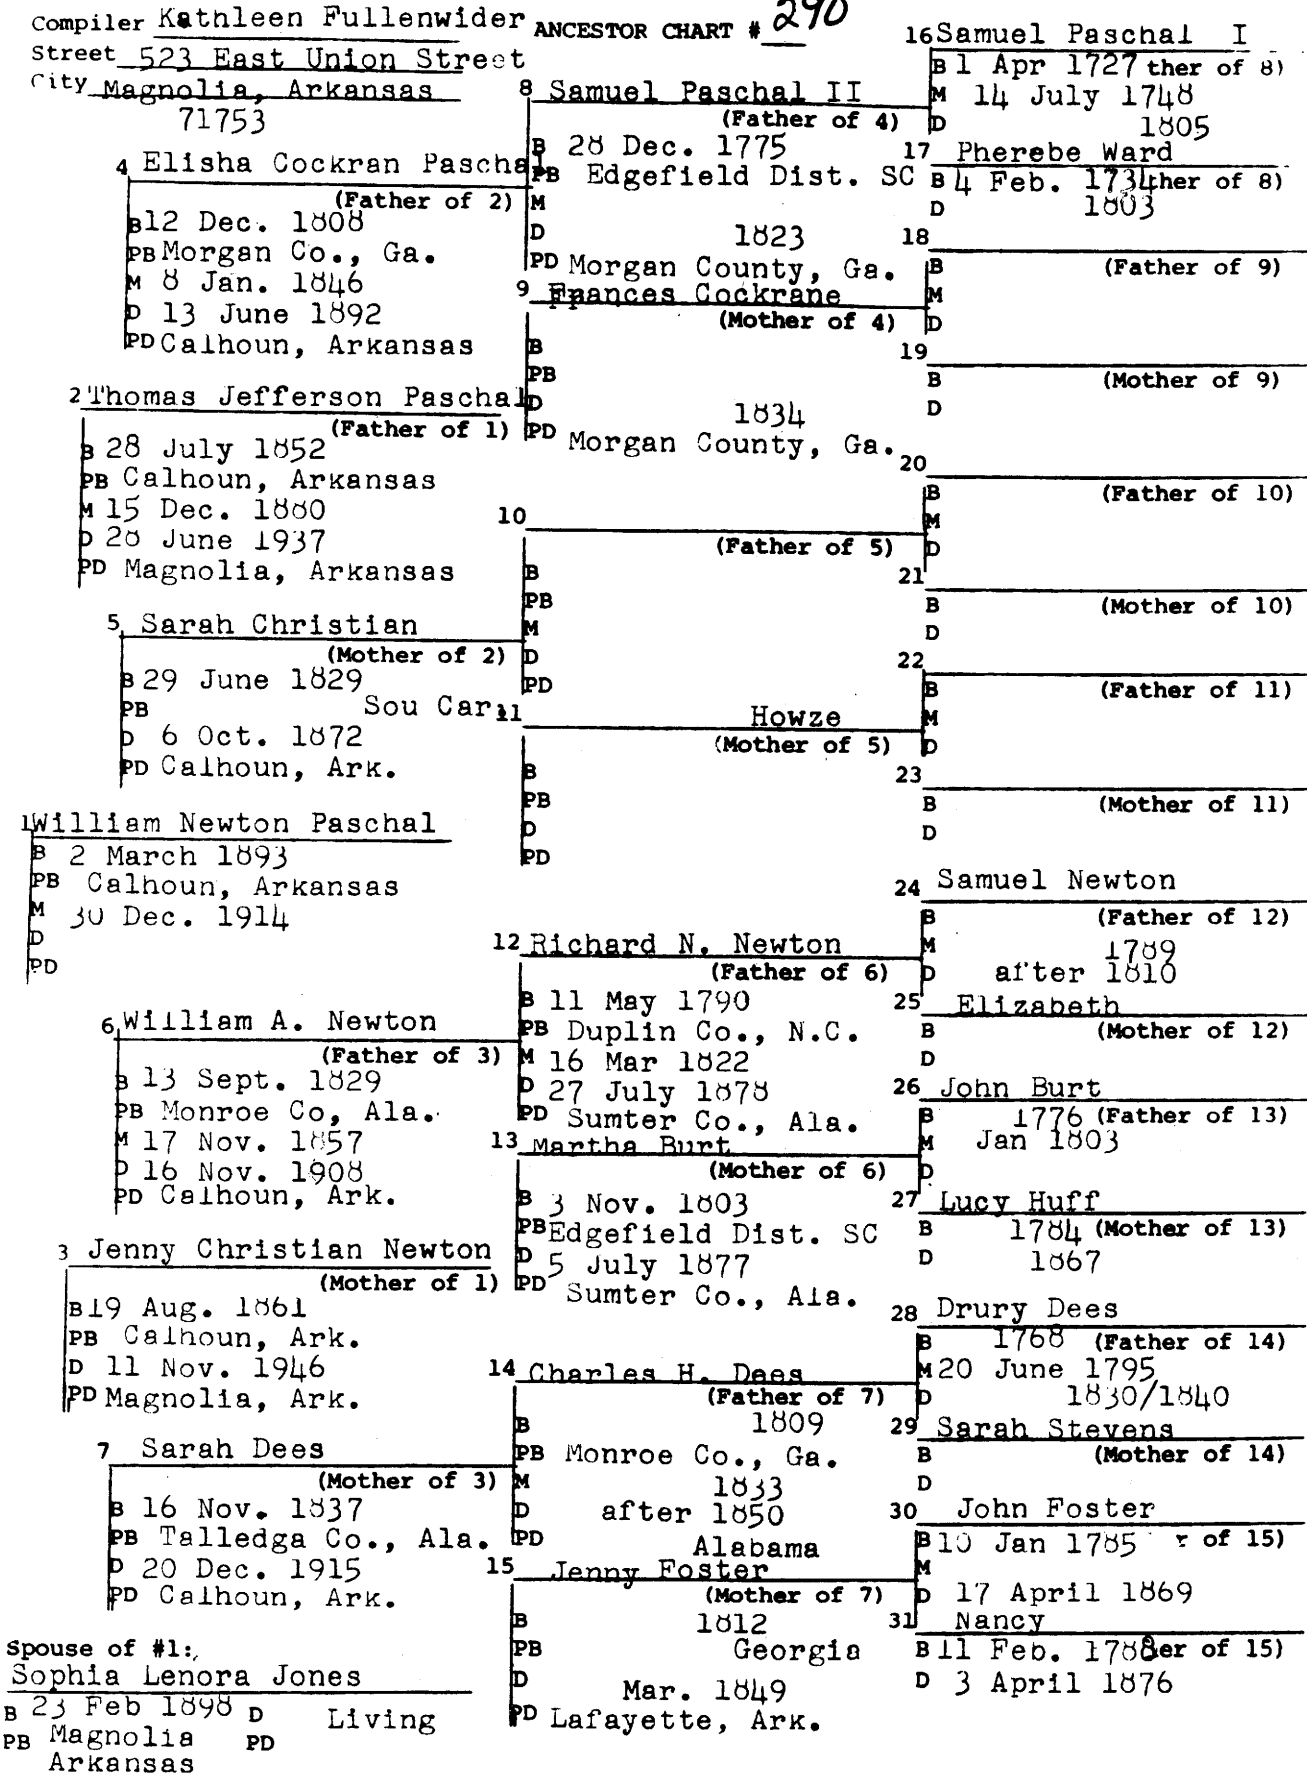 Compiler Kathleen Fullenwider
Street 523 East Union Street
City Magnolia, Arkansas
71753
ANCESTOR CHART # 290
1 William Newton Paschal
B 2 March 1893
PB Calhoun, Arkansas
M 30 Dec. 1914
D
PD
2 Thomas Jefferson Paschal
(Father of 1)
B 28 July 1852
PB Calhoun, Arkansas
M 15 Dec. 1880
D 28 June 1937
PD Magnolia, Arkansas
3 Jenny Christian Newton
(Mother of 1)
B 19 Aug. 1861
PB Calhoun, Ark.
D 11 Nov. 1946
PD Magnolia, Ark.
4 Elisha Cockran Paschal
(Father of 2)
B 12 Dec. 1808
PB Morgan Co., Ga.
M 8 Jan. 1846
D 13 June 1892
PD Calhoun, Arkansas
5 Sarah Christian
(Mother of 2)
B 29 June 1829
PB Sou Car.
D 6 Oct. 1872
PD Calhoun, Ark.
6 William A. Newton
(Father of 3)
B 13 Sept. 1829
PB Monroe Co, Ala.
M 17 Nov. 1857
D 16 Nov. 1908
PD Calhoun, Ark.
7 Sarah Dees
(Mother of 3)
B 16 Nov. 1837
PB Talledga Co., Ala.
D 20 Dec. 1915
PD Calhoun, Ark.
Spouse of #1:
Sophia Lenora Jones
B 23 Feb 1898 D Living
PB Magnolia PD
Arkansas
8 Samuel Paschal II
(Father of 4)
B 28 Dec. 1775
PB Edgefield Dist. SC
M
D 1823
PD Morgan County, Ga.
9 Frances Cockrane
(Mother of 4)
B
PB
D 1834
PD Morgan County, Ga.
10
(Father of 5)
B
PB
M
D
PD
11 Howze
(Mother of 5)
B
PB
D
PD
12 Richard N. Newton
(Father of 6)
B 11 May 1790
PB Duplin Co., N.C.
M 16 Mar 1822
D 27 July 1878
PD Sumter Co., Ala.
13 Martha Burt
(Mother of 6)
B 3 Nov. 1803
PB Edgefield Dist. SC
D 5 July 1877
PD Sumter Co., Ala.
14 Charles H. Dees
(Father of 7)
B 1809
PB Monroe Co., Ga.
M 1833
D after 1850
PD Alabama
15 Jenny Foster
(Mother of 7)
B 1812
PB Georgia
D Mar. 1849
PD Lafayette, Ark.
16 Samuel Paschal I
B 1 Apr 1727 ther of 8)
M 14 July 1748
D 1805
17 Pherebe Ward
B 4 Feb. 1734 ther of 8)
D 1803
18
B (Father of 9)
M
D
19
B (Mother of 9)
D
20
B (Father of 10)
M
D
21
B (Mother of 10)
D
22
B (Father of 11)
M
D
23
B (Mother of 11)
D
24 Samuel Newton
B (Father of 12)
M 1789
D after 1810
25 Elizabeth
B (Mother of 12)
D
26 John Burt
B 1776 (Father of 13)
M Jan 1803
D
27 Lucy Huff
B 1784 (Mother of 13)
D 1867
28 Drury Dees
B 1768 (Father of 14)
M 20 June 1795
D 1830/1840
29 Sarah Stevens
B (Mother of 14)
D
30 John Foster
B 10 Jan 1785 r of 15)
M
D 17 April 1869
31 Nancy
B 11 Feb. 1788 er of 15)
D 3 April 1876